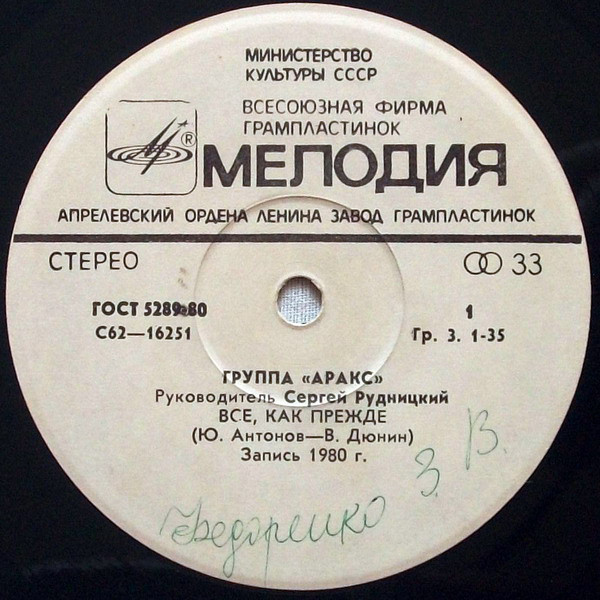 МИНИСТЕРСТВО
КУЛЬТУРЫ СССР
ВСЕСОЮЗНАЯ ФИРМА
ГРАМПЛАСТИНОК
®
МЕЛОДИЯ
АПРЕЛЕВСКИЙ ОРДЕНА ЛЕНИНА ЗАВОД ГРАМПЛАСТИНОК
СТЕРЕО
33
ГОСТ 5289-80
1
С62—16251
Гр. 3. 1-35
ГРУППА «АРАКС»
Руководитель Сергей Рудницкий
ВСЕ, КАК ПРЕЖДЕ
(Ю. Антонов—В. Дюнин)
Запись 1980 г.
Федоренко З. В.